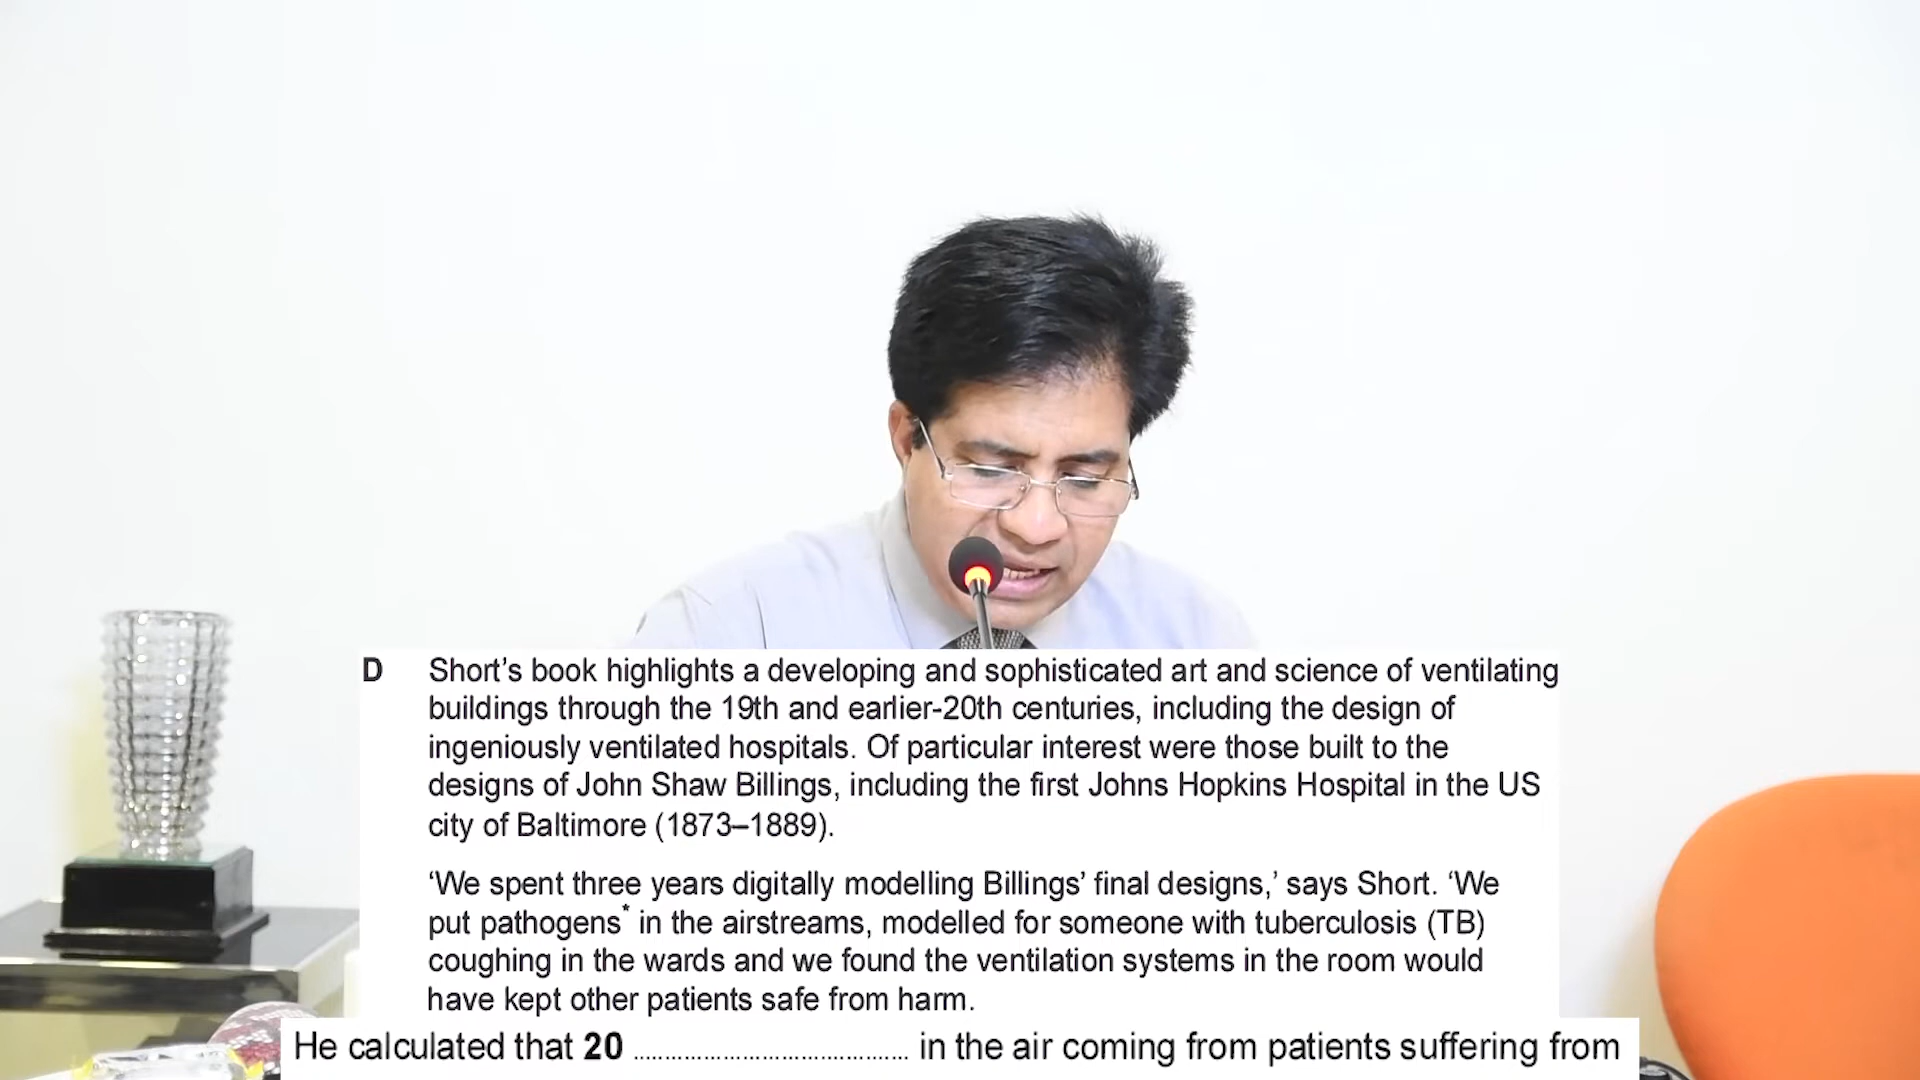 D Short's book highlights a developing and sophisticated art and science of ventilating
buildings through the 19th and earlier-20th centuries, including the design of
ingeniously ventilated hospitals. Of particular interest were those built to the
designs of John Shaw Billings, including the first Johns Hopkins Hospital in the US
city of Baltimore (1873–1889).
‘We spent three years digitally modelling Billings’ final designs,’ says Short. ‘We
put pathogens* in the airstreams, modelled for someone with tuberculosis (TB)
coughing in the wards and we found the ventilation systems in the room would
have kept other patients safe from harm.
He calculated that 20 ............................................ in the air coming from patients suffering from